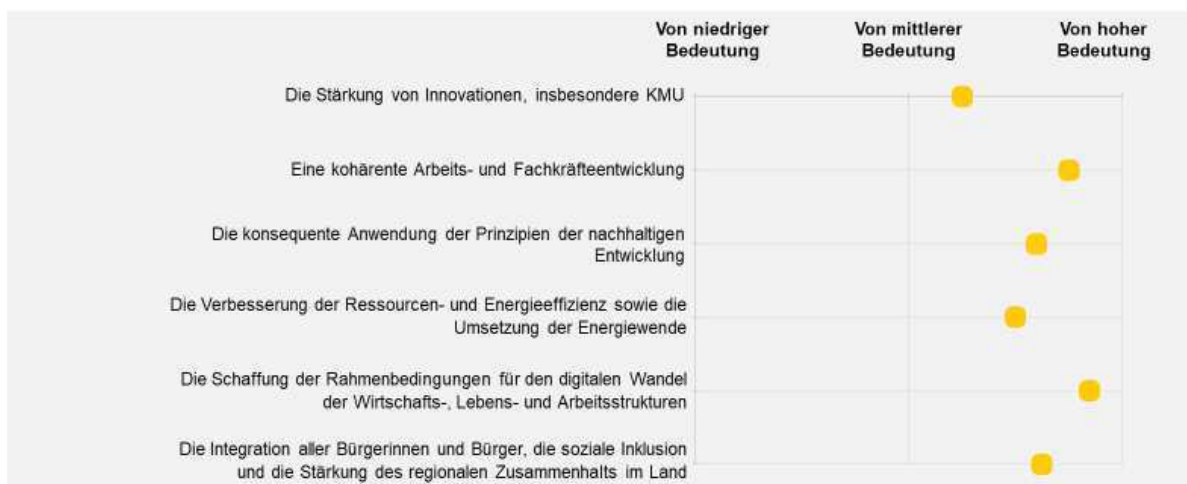 Von niedriger Bedeutung
Von mittlerer Bedeutung
Von hoher Bedeutung
Die Stärkung von Innovationen, insbesondere KMU
Eine kohärente Arbeits- und Fachkräfteentwicklung
Die konsequente Anwendung der Prinzipien der nachhaltigen
Entwicklung
Die Verbesserung der Ressourcen- und Energieeffizienz sowie die
Umsetzung der Energiewende
Die Schaffung der Rahmenbedingungen für den digitalen Wandel
der Wirtschafts-, Lebens- und Arbeitsstrukturen
Die Integration aller Bürgerinnen und Bürger, die soziale Inklusion
und die Stärkung des regionalen Zusammenhalts im Land